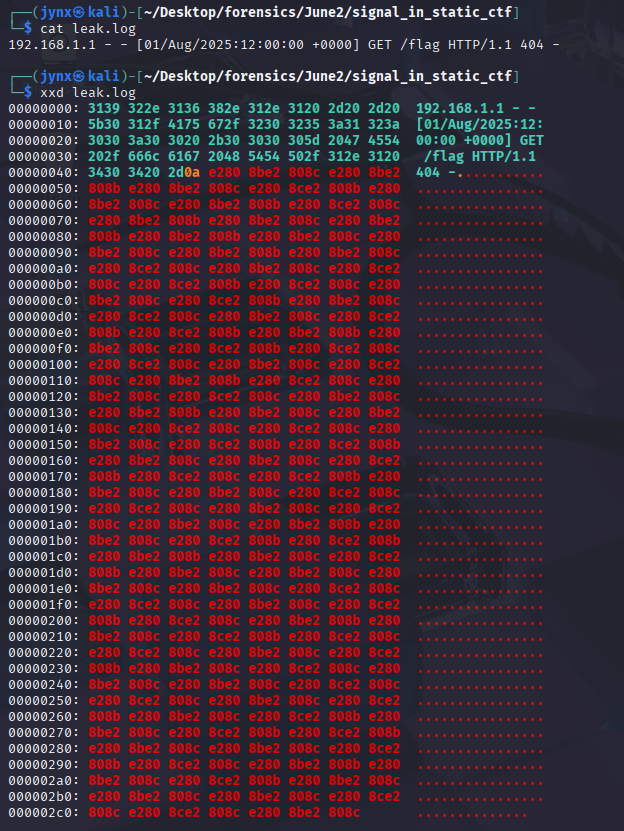 ┌──(jynx㉿kali)-[~/Desktop/forensics/June2/signal_in_static_ctf]
└─$ cat leak.log
192.168.1.1 - - [01/Aug/2025:12:00:00 +0000] GET /flag HTTP/1.1 404 -
┌──(jynx㉿kali)-[~/Desktop/forensics/June2/signal_in_static_ctf]
└─$ xxd leak.log
00000000: 3139 322e 3136 382e 312e 3120 2d20 2d20  192.168.1.1 - - 
00000010: 5b30 312f 4175 672f 3230 3235 3a31 323a  [01/Aug/2025:12:
00000020: 3030 3a30 3020 2b30 3030 305d 2047 4554  00:00 +0000] GET
00000030: 202f 666c 6167 2048 5454 502f 312e 3120   /flag HTTP/1.1 
00000040: 3430 3420 2d0a e280 8be2 808c e280 8be2  404 -...........
00000050: 808b e280 8be2 808c e280 8ce2 808b e280  ................
00000060: 8be2 808c e280 8be2 808b e280 8ce2 808c  ................
00000070: e280 8be2 808b e280 8be2 808c e280 8be2  ................
00000080: 808b e280 8be2 808b e280 8be2 808c e280  ................
00000090: 8be2 808c e280 8be2 808b e280 8be2 808c  ................
000000a0: e280 8ce2 808c e280 8be2 808c e280 8ce2  ................
000000b0: 808c e280 8ce2 808b e280 8ce2 808c e280  ................
000000c0: 8be2 808c e280 8ce2 808b e280 8be2 808c  ................
000000d0: e280 8ce2 808c e280 8be2 808c e280 8ce2  ................
000000e0: 808b e280 8ce2 808b e280 8be2 808b e280  ................
000000f0: 8be2 808c e280 8ce2 808b e280 8ce2 808c  ................
00000100: e280 8ce2 808c e280 8be2 808c e280 8ce2  ................
00000110: 808c e280 8be2 808b e280 8ce2 808c e280  ................
00000120: 8be2 808c e280 8ce2 808c e280 8be2 808c  ................
00000130: e280 8be2 808b e280 8be2 808c e280 8be2  ................
00000140: 808c e280 8ce2 808c e280 8ce2 808c e280  ................
00000150: 8be2 808c e280 8ce2 808b e280 8ce2 808b  ................
00000160: e280 8be2 808c e280 8be2 808c e280 8ce2  ................
00000170: 808b e280 8ce2 808c e280 8ce2 808b e280  ................
00000180: 8be2 808c e280 8be2 808c e280 8ce2 808c  ................
00000190: e280 8ce2 808c e280 8be2 808c e280 8ce2  ................
000001a0: 808c e280 8be2 808c e280 8be2 808b e280  ................
000001b0: 8be2 808c e280 8ce2 808b e280 8ce2 808b  ................
000001c0: e280 8be2 808b e280 8be2 808c e280 8ce2  ................
000001d0: 808b e280 8be2 808c e280 8be2 808c e280  ................
000001e0: 8be2 808c e280 8be2 808c e280 8ce2 808c  ................
000001f0: e280 8ce2 808c e280 8be2 808c e280 8ce2  ................
00000200: 808b e280 8ce2 808c e280 8be2 808b e280  ................
00000210: 8be2 808c e280 8ce2 808b e280 8ce2 808c  ................
00000220: e280 8ce2 808c e280 8be2 808c e280 8ce2  ................
00000230: 808b e280 8be2 808c e280 8ce2 808c e280  ................
00000240: 8be2 808c e280 8be2 808c e280 8ce2 808c  ................
00000250: e280 8ce2 808c e280 8be2 808c e280 8ce2  ................
00000260: 808b e280 8be2 808c e280 8ce2 808b e280  ................
00000270: 8be2 808c e280 8ce2 808b e280 8ce2 808b  ................
00000280: e280 8be2 808c e280 8be2 808c e280 8ce2  ................
00000290: 808b e280 8ce2 808c e280 8be2 808b e280  ................
000002a0: 8be2 808c e280 8ce2 808b e280 8be2 808c  ................
000002b0: e280 8be2 808c e280 8be2 808c e280 8ce2  ................
000002c0: 808c e280 8ce2 808c e280 8be2 808c       ..............